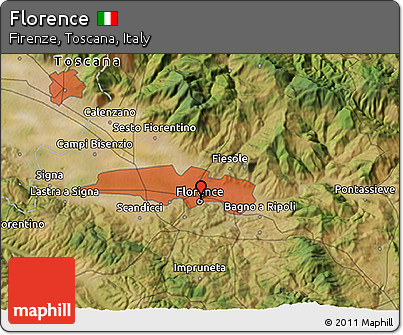 Florence
Firenze, Toscana, Italy
Toscana
Calenzano
Sesto Fiorentino
Campi Bisenzio
Fiesole
Signa
Lastra a Signa
Florence
Pontassieve
Scandicci
Bagno a Ripoli
orentino
Impruneta
maphill
© 2011 Maphill